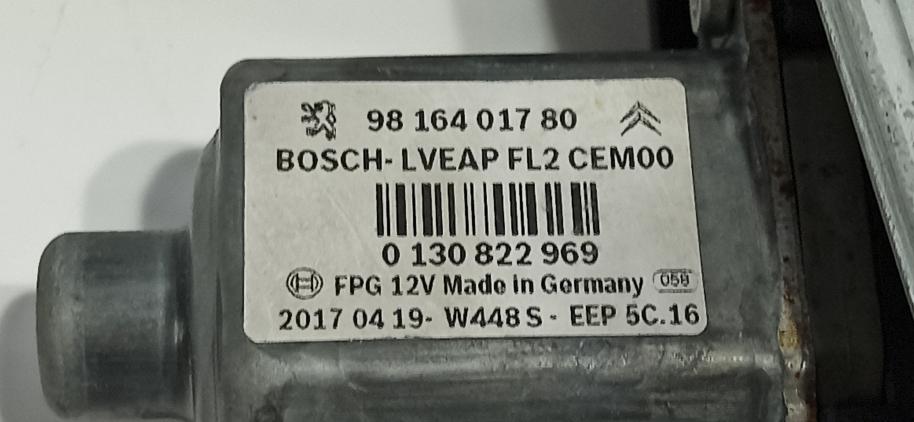 98 164 017 80
BOSCH-LVEAP FL2 CEM00
0 130 822 969
FPG 12V Made in Germany 059
2017 04 19- W448 S - EEP 5C.16